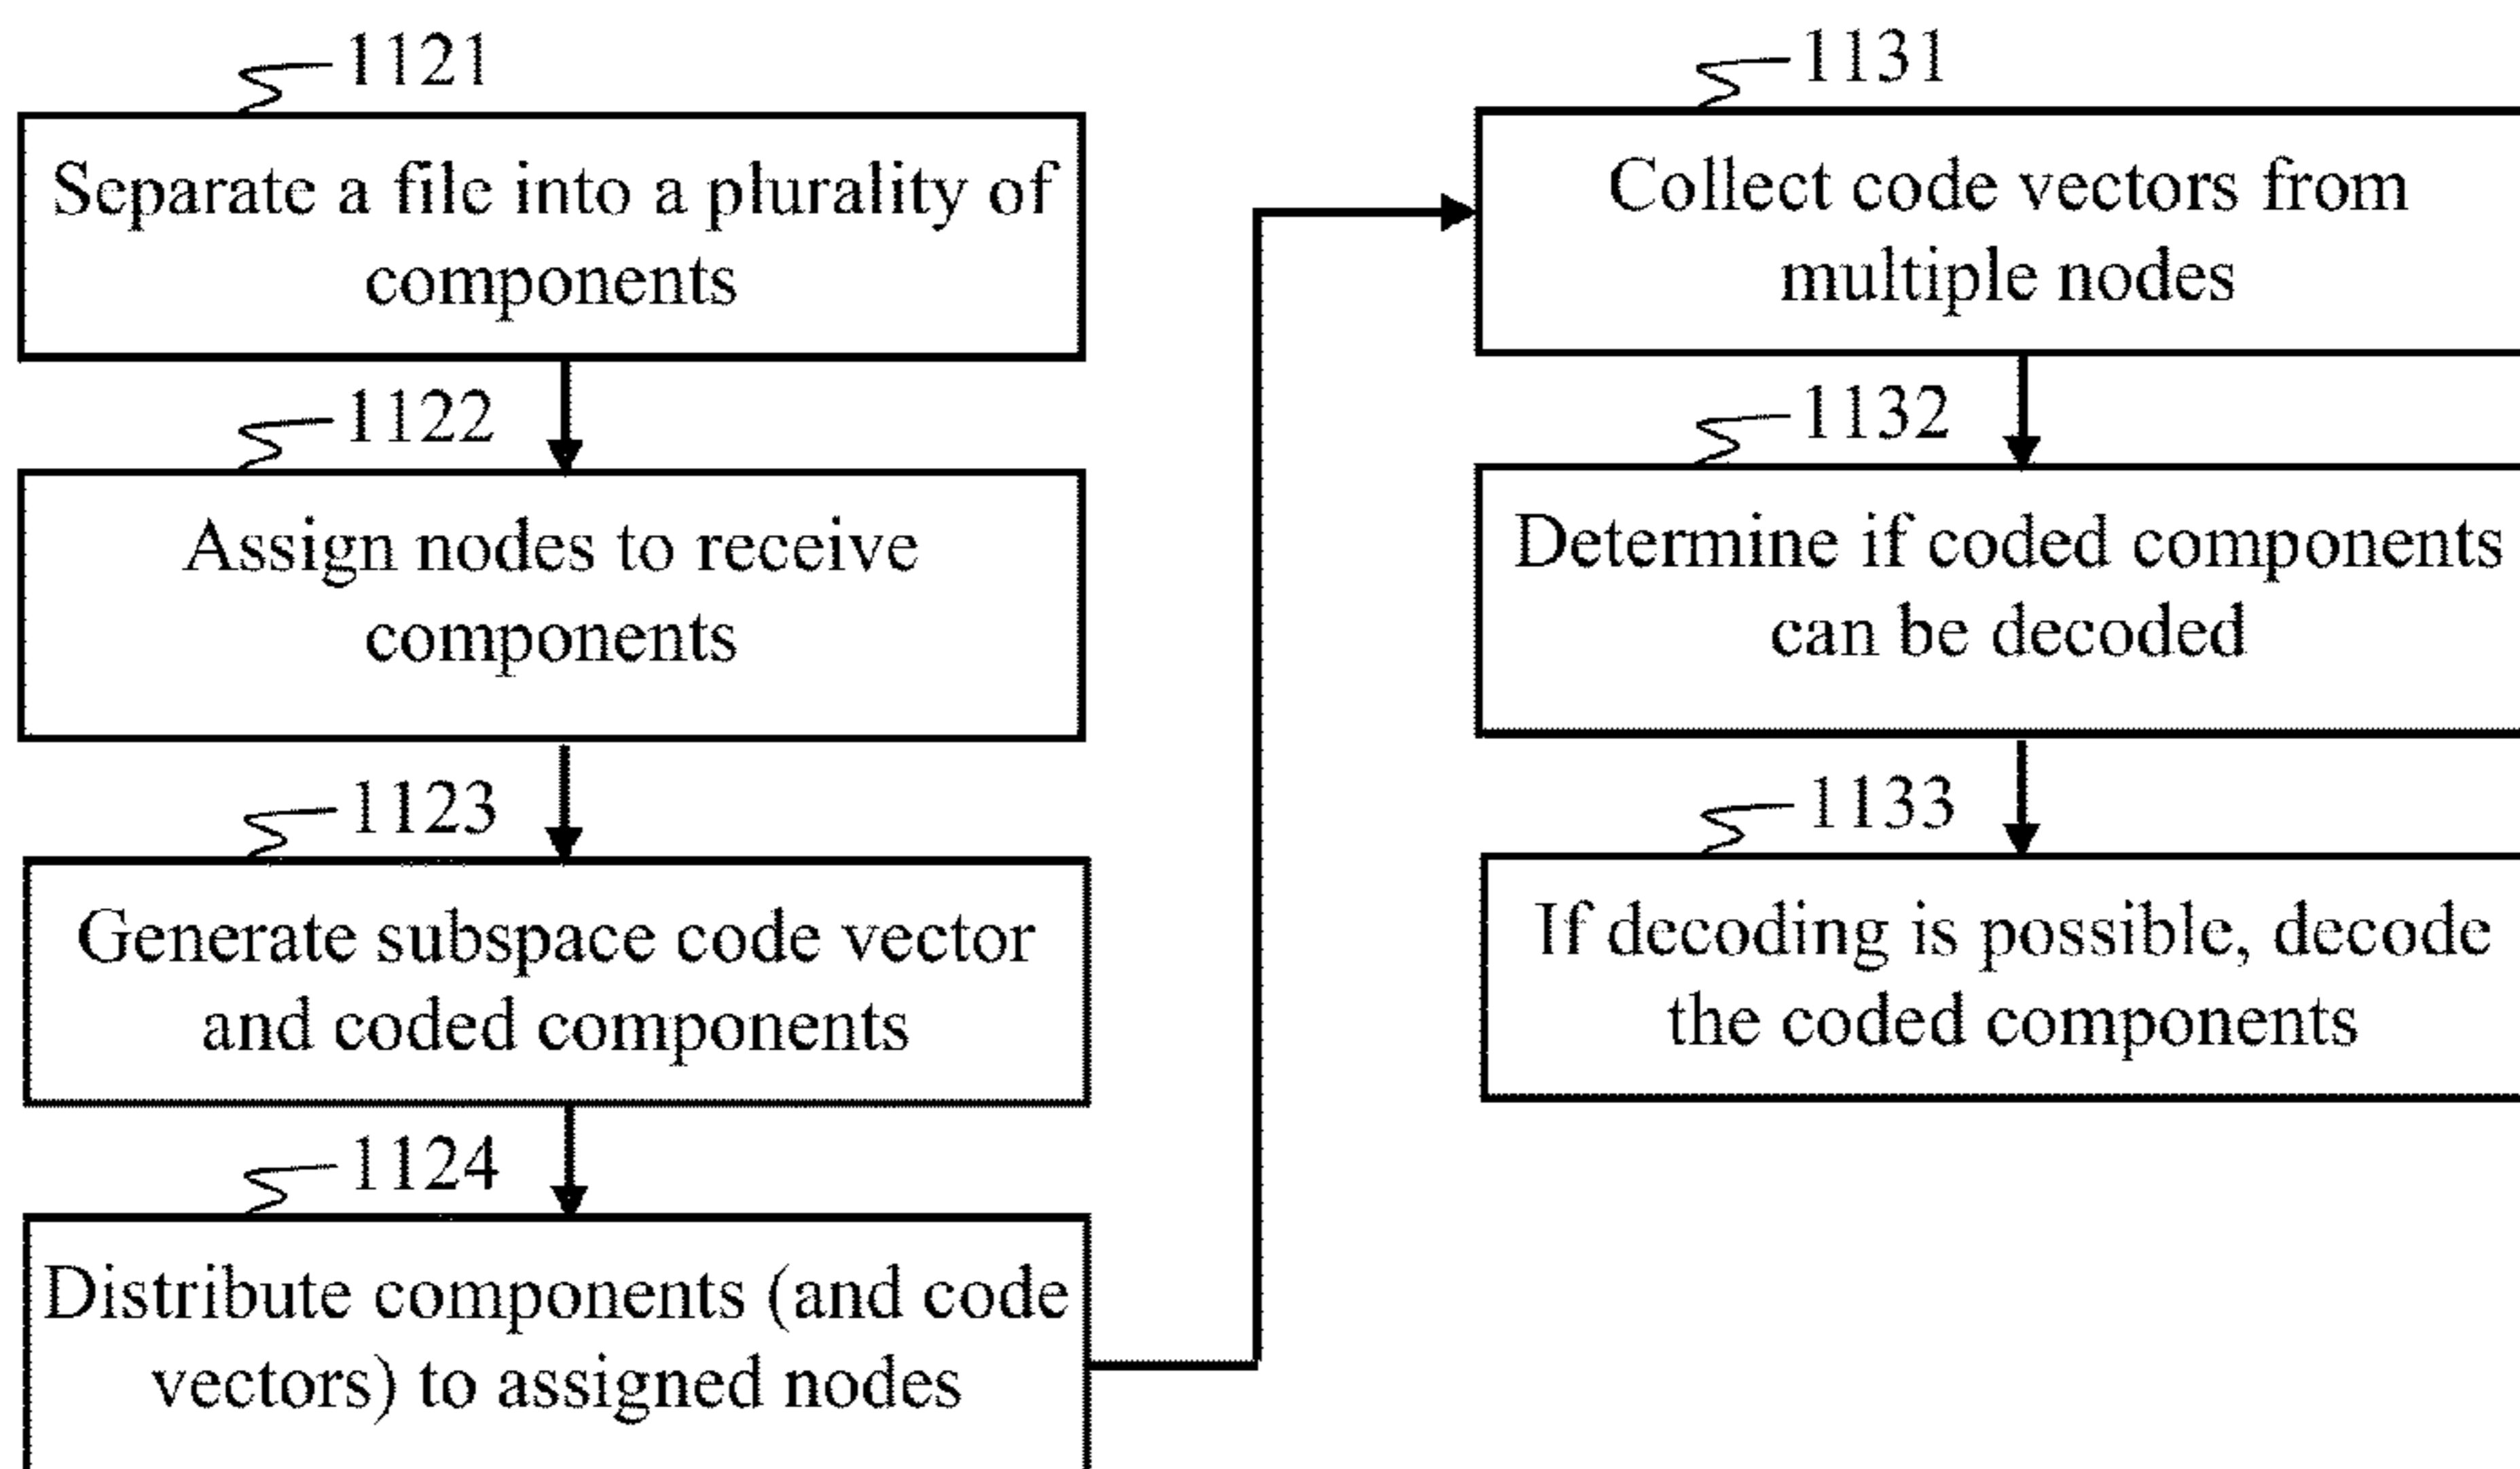 1121
Separate a file into a plurality of
components
1122
Assign nodes to receive
components
1123
Generate subspace code vector
and coded components
1124
Distribute components (and code
vectors) to assigned nodes
1131
Collect code vectors from
multiple nodes
1132
Determine if coded components
can be decoded
1133
If decoding is possible, decode
the coded components